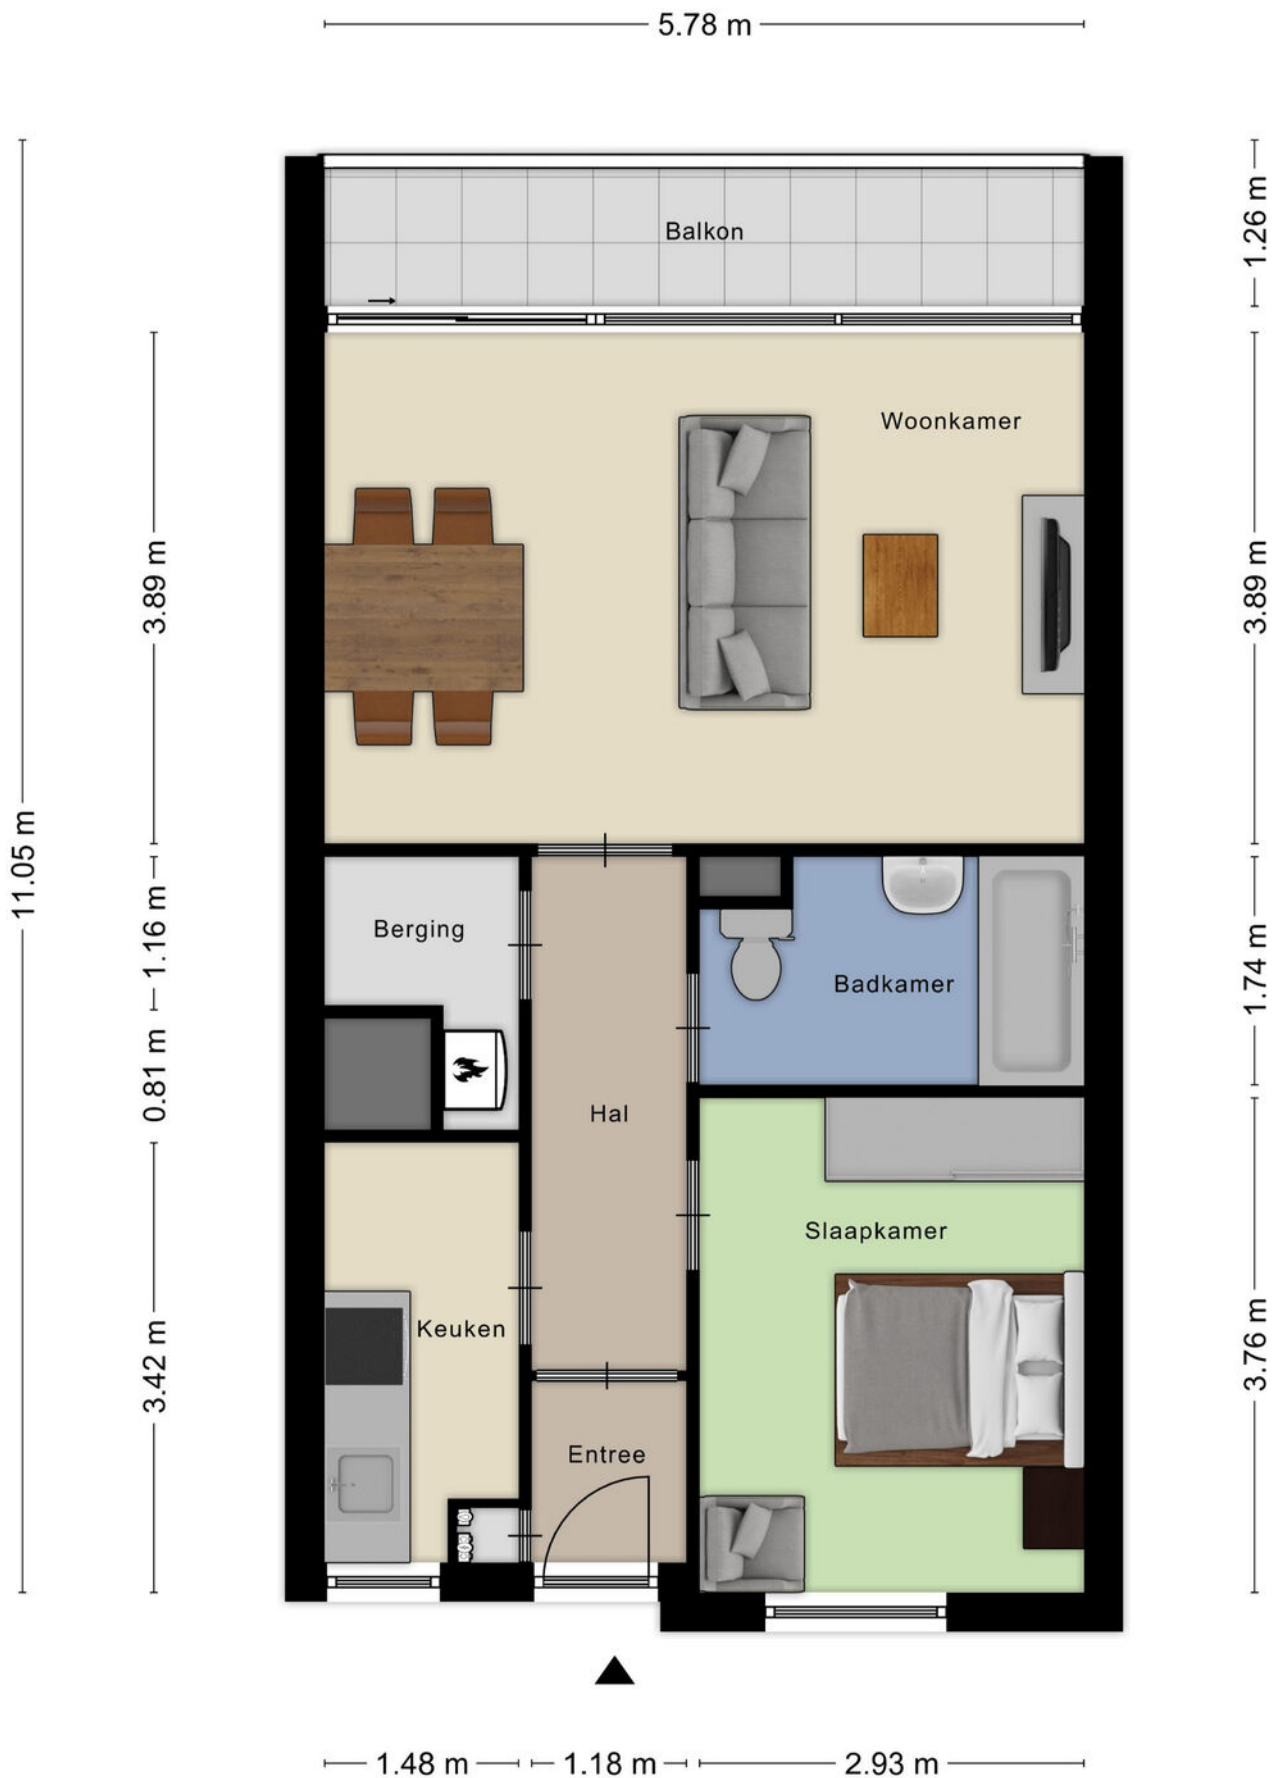 5.78 m
Balkon
1.26 m
Woonkamer
3.89 m
3.89 m
11.05 m
Berging
1.16 m
Badkamer
1.74 m
0.81 m
Hal
Slaapkamer
Keuken
3.42 m
3.76 m
Entree
1.48 m
1.18 m
2.93 m